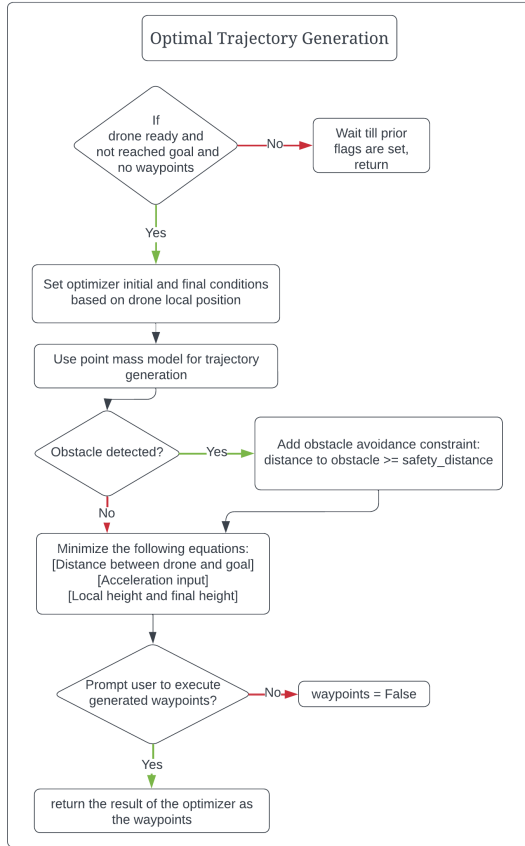 Optimal Trajectory Generation
If
drone ready and
not reached goal and
no waypoints
No
Wait till prior
flags are set,
return
Yes
Set optimizer initial and final conditions
based on drone local position
Use point mass model for trajectory
generation
Obstacle detected?
Yes
Add obstacle avoidance constraint:
distance to obstacle >= safety_distance
No
Minimize the following equations:
[Distance between drone and goal]
[Acceleration input]
[Local height and final height]
Prompt user to execute
generated waypoints?
No
waypoints = False
Yes
return the result of the optimizer as
the waypoints